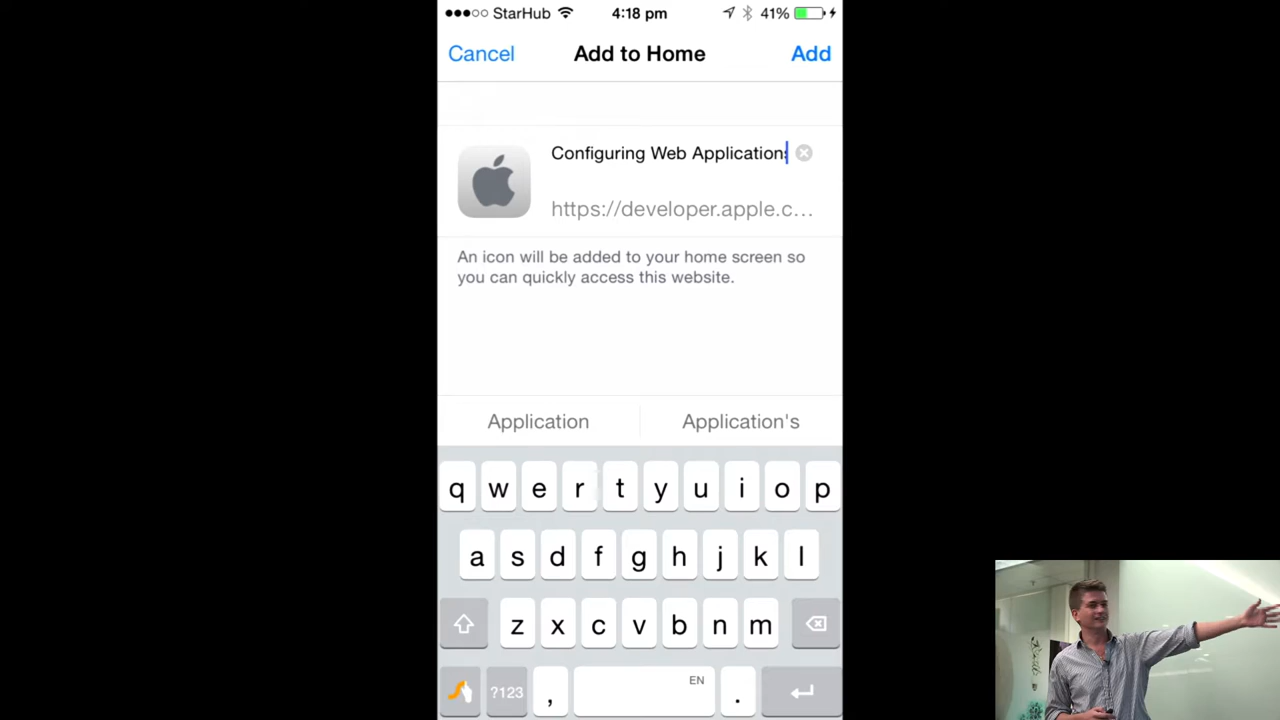 StarHub 4:18 pm 41%
Cancel Add to Home Add
Configuring Web Applications
https://developer.apple.c...
An icon will be added to your home screen so
you can quickly access this website.
Application Application's
q w e r t y u i o p
a s d f g h j k l
z x c v b n m
EN
?123 , .